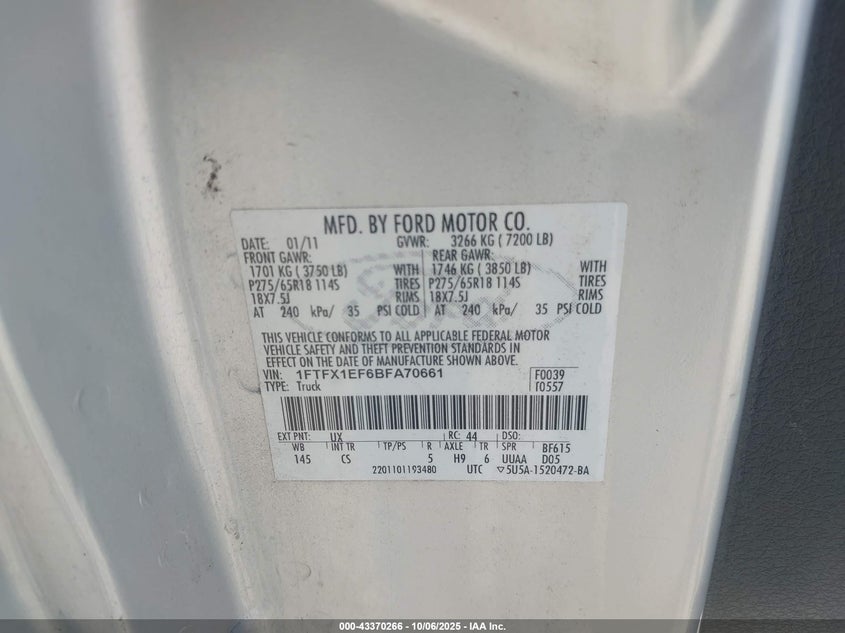 MFD. BY FORD MOTOR CO.
DATE: 01/11 GVWR: 3266 KG ( 7200 LB)
FRONT GAWR: REAR GAWR:
1701 KG ( 3750 LB) WITH 1746 KG ( 3850 LB) WITH
P275/65R18 114S TIRES P275/65R18 114S TIRES
18X7.5J RIMS 18X7.5J RIMS
AT 240 kPa/ 35 PSI COLD AT 240 kPa/ 35 PSI COLD
THIS VEHICLE CONFORMS TO ALL APPLICABLE FEDERAL MOTOR
VEHICLE SAFETY AND THEFT PREVENTION STANDARDS IN
EFFECT ON THE DATE OF MANUFACTURE SHOWN ABOVE.
VIN: 1FTFX1EF6BFA70661 F0039
TYPE: Truck T0557
EXT PNT: UX RC: 44 DSO:
WB INT TR TP/PS R AXLE TR SPR BF615
145 CS 5 H9 6 UUAA D05
2201101193480 UTC ▽5U5A-1520472-BA
000-43370266 - 10/06/2025 - IAA Inc.